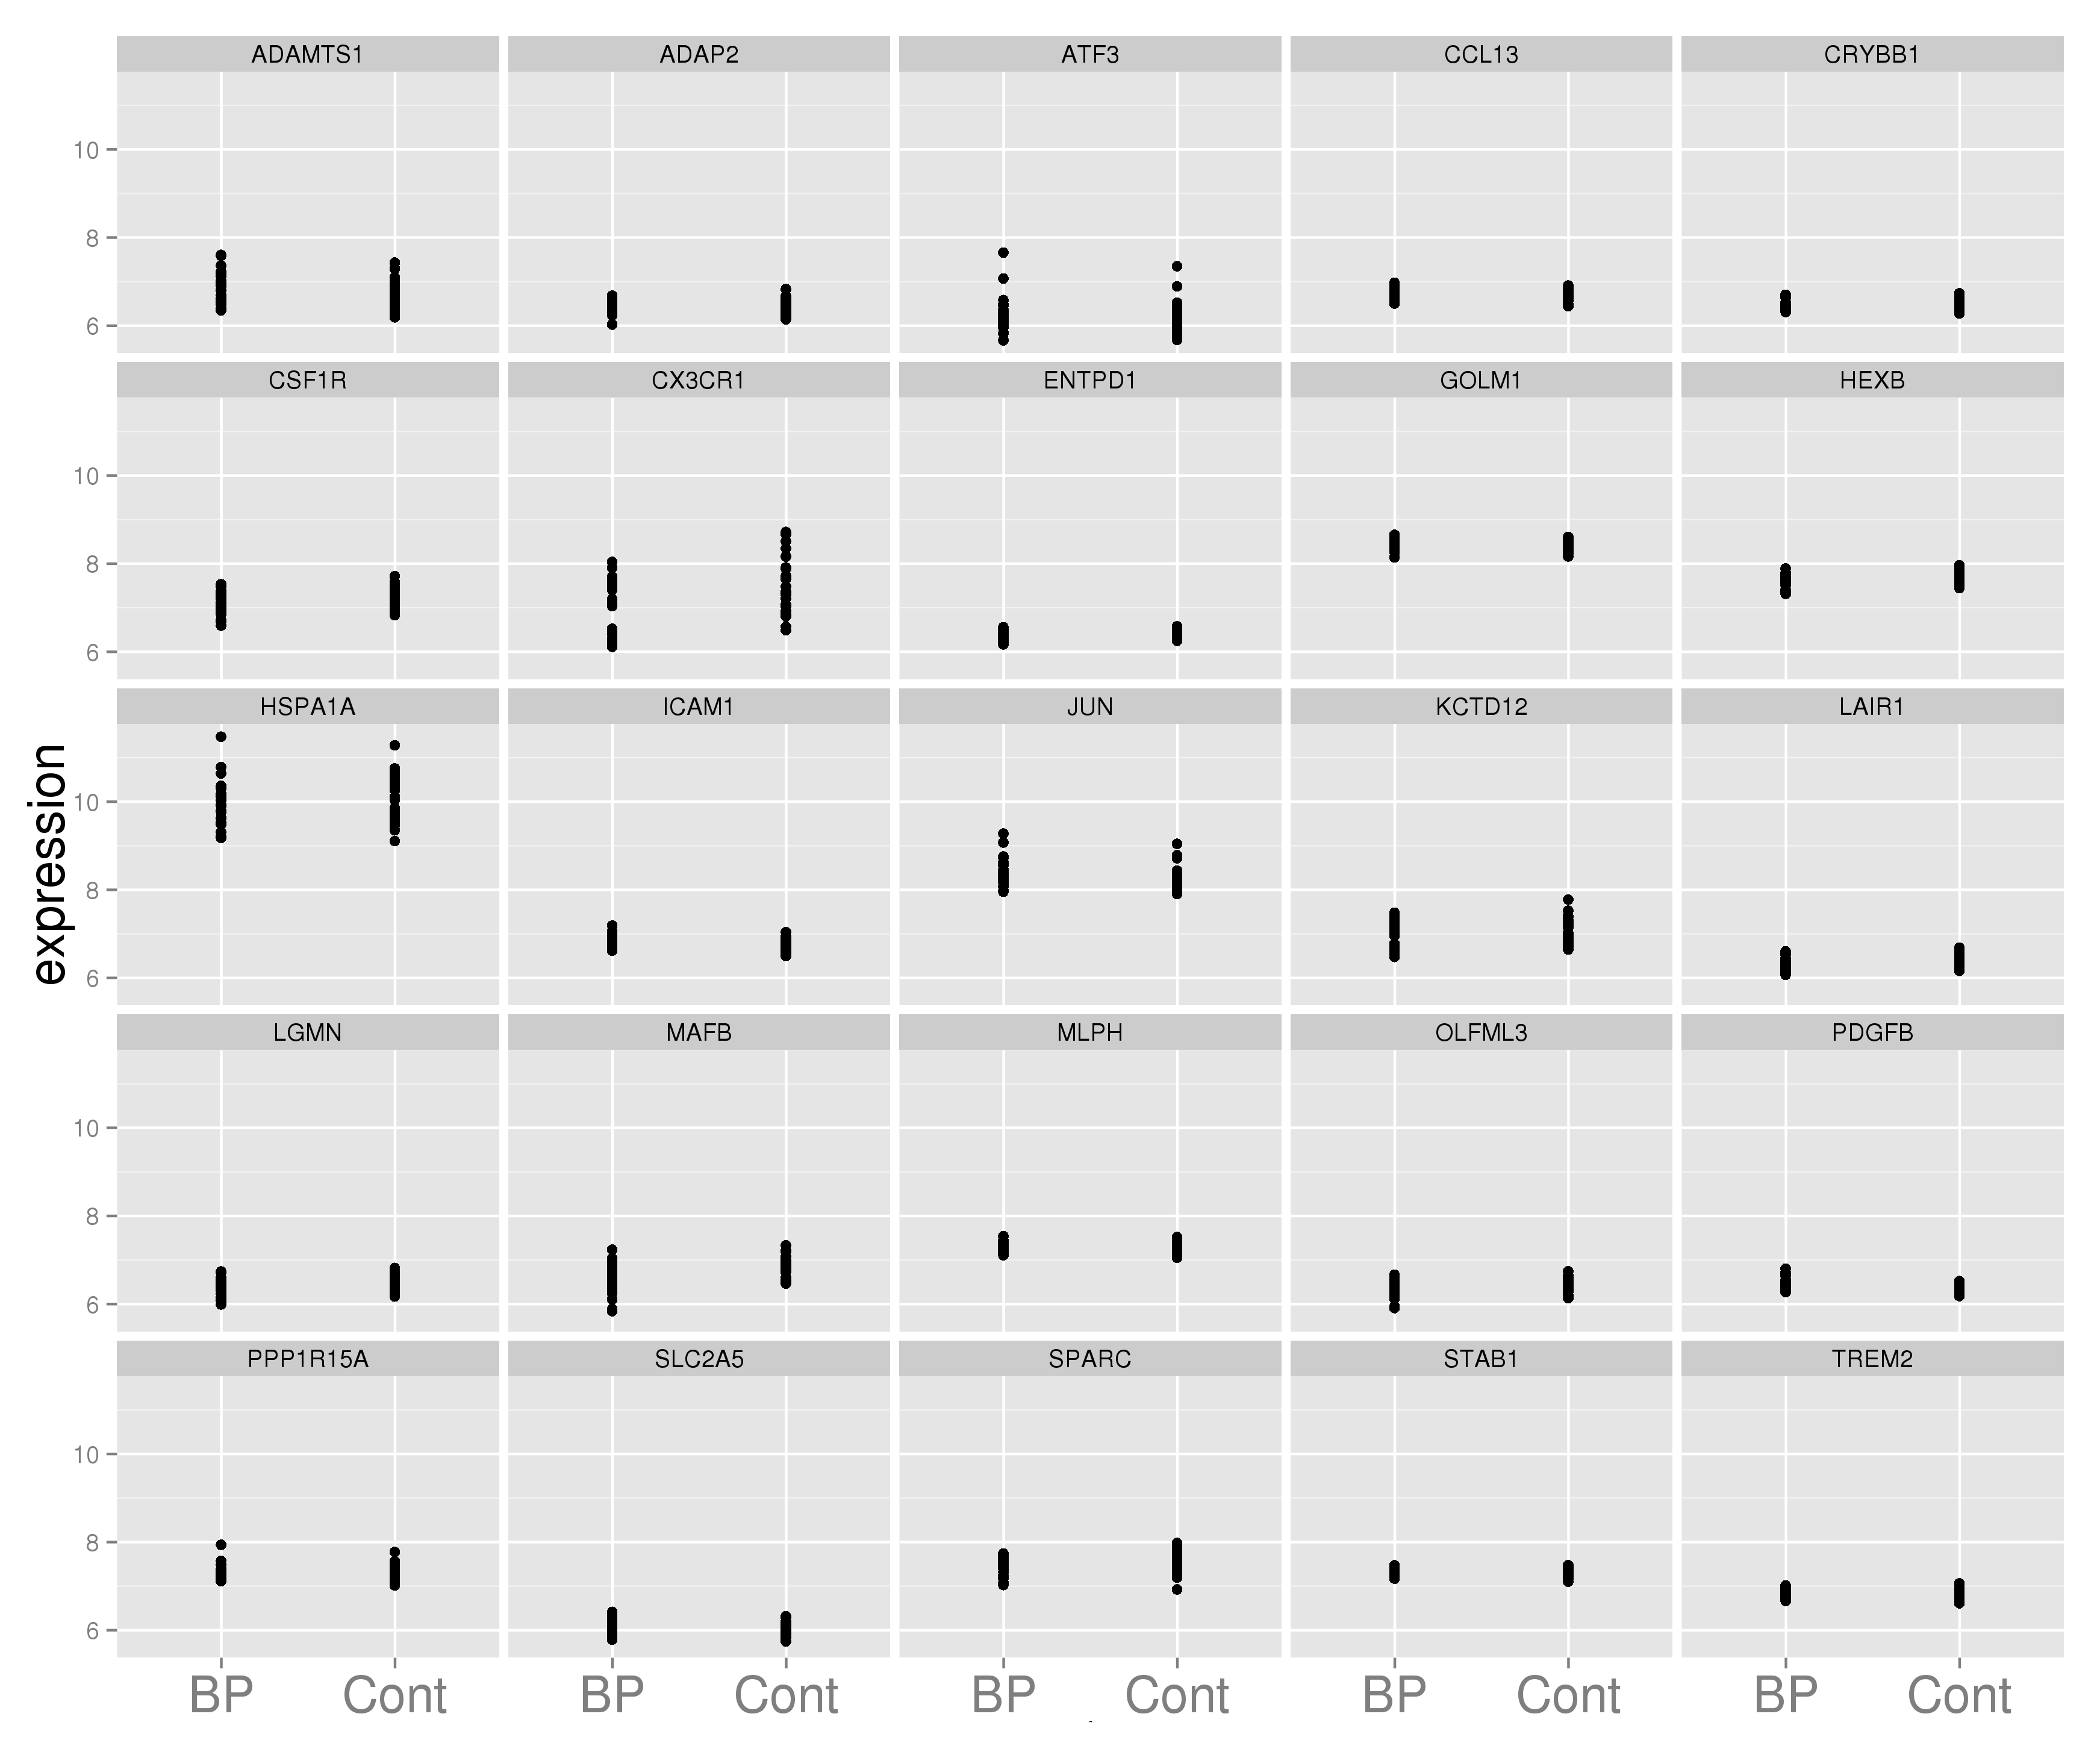 ADAMTS1 ADAP2 ATF3 CCL13 CRYBB1
10
8
6
CSF1R CX3CR1 ENTPD1 GOLM1 HEXB
10
8
6
HSPA1A ICAM1 JUN KCTD12 LAIR1
expression
10
8
6
LGMN MAFB MLPH OLFML3 PDGFB
10
8
6
PPP1R15A SLC2A5 SPARC STAB1 TREM2
10
8
6
BP Cont BP Cont BP Cont BP Cont BP Cont